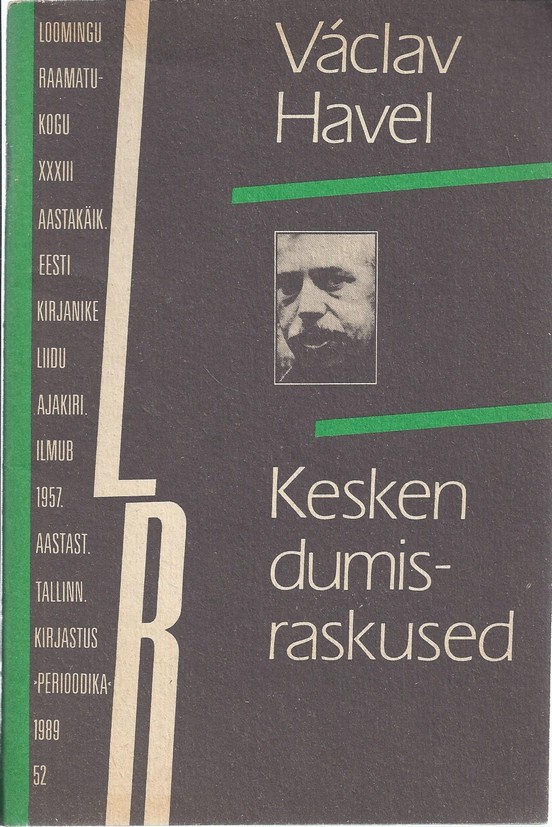 LOOMINGU
RAAMATU-
KOGU
XXXIII
AASTAKÄIK.
EESTI
KIRJANIKE
LIIDU
AJAKIRI.
ILMUB
1957.
AASTAST.
TALLINN.
KIRJASTUS
›PERIOODIKA‹
1989
52
LR
Václav
Havel
Kesken
dumis-
raskused